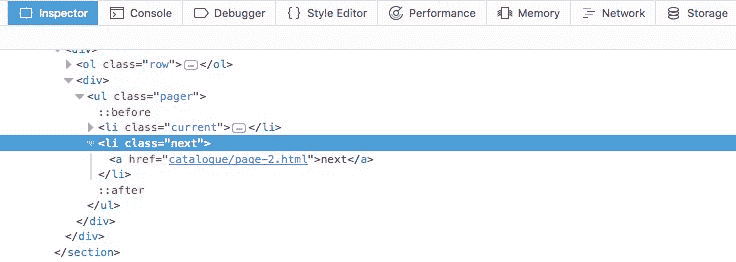 Inspector Console Debugger {} Style Editor Performance Memory Network Storage
<div>
<ol class="row">…</ol>
<div>
<ul class="pager">
::before
<li class="current">…</li>
<li class="next">
<a href="catalogue/page-2.html">next</a>
</li>
::after
</ul>
</div>
</div>
</section>